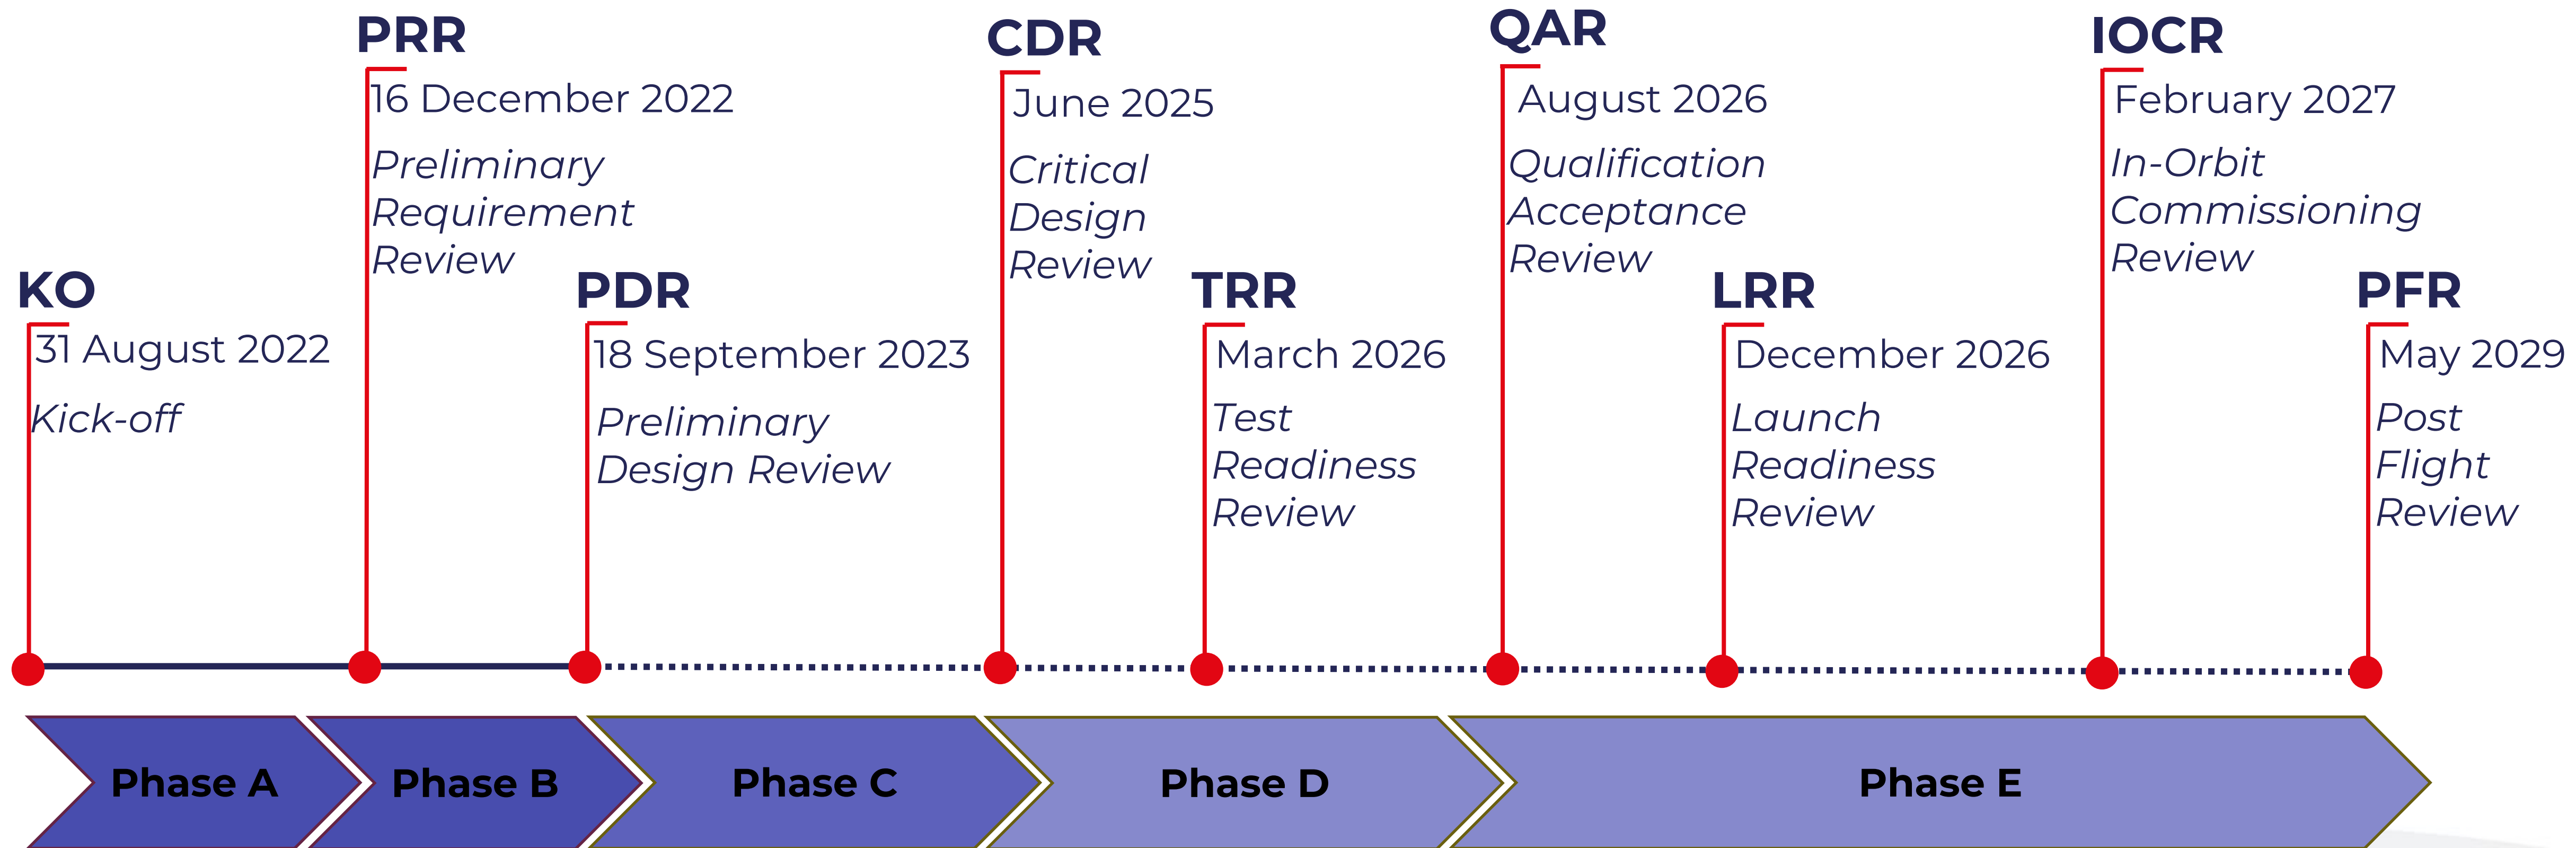 KO
31 August 2022
Kick-off
PRR
16 December 2022
Preliminary
Requirement
Review
PDR
18 September 2023
Preliminary
Design Review
CDR
June 2025
Critical
Design
Review
TRR
March 2026
Test
Readiness
Review
QAR
August 2026
Qualification
Acceptance
Review
LRR
December 2026
Launch
Readiness
Review
IOCR
February 2027
In-Orbit
Commissioning
Review
PFR
May 2029
Post
Flight
Review
Phase A
Phase B
Phase C
Phase D
Phase E